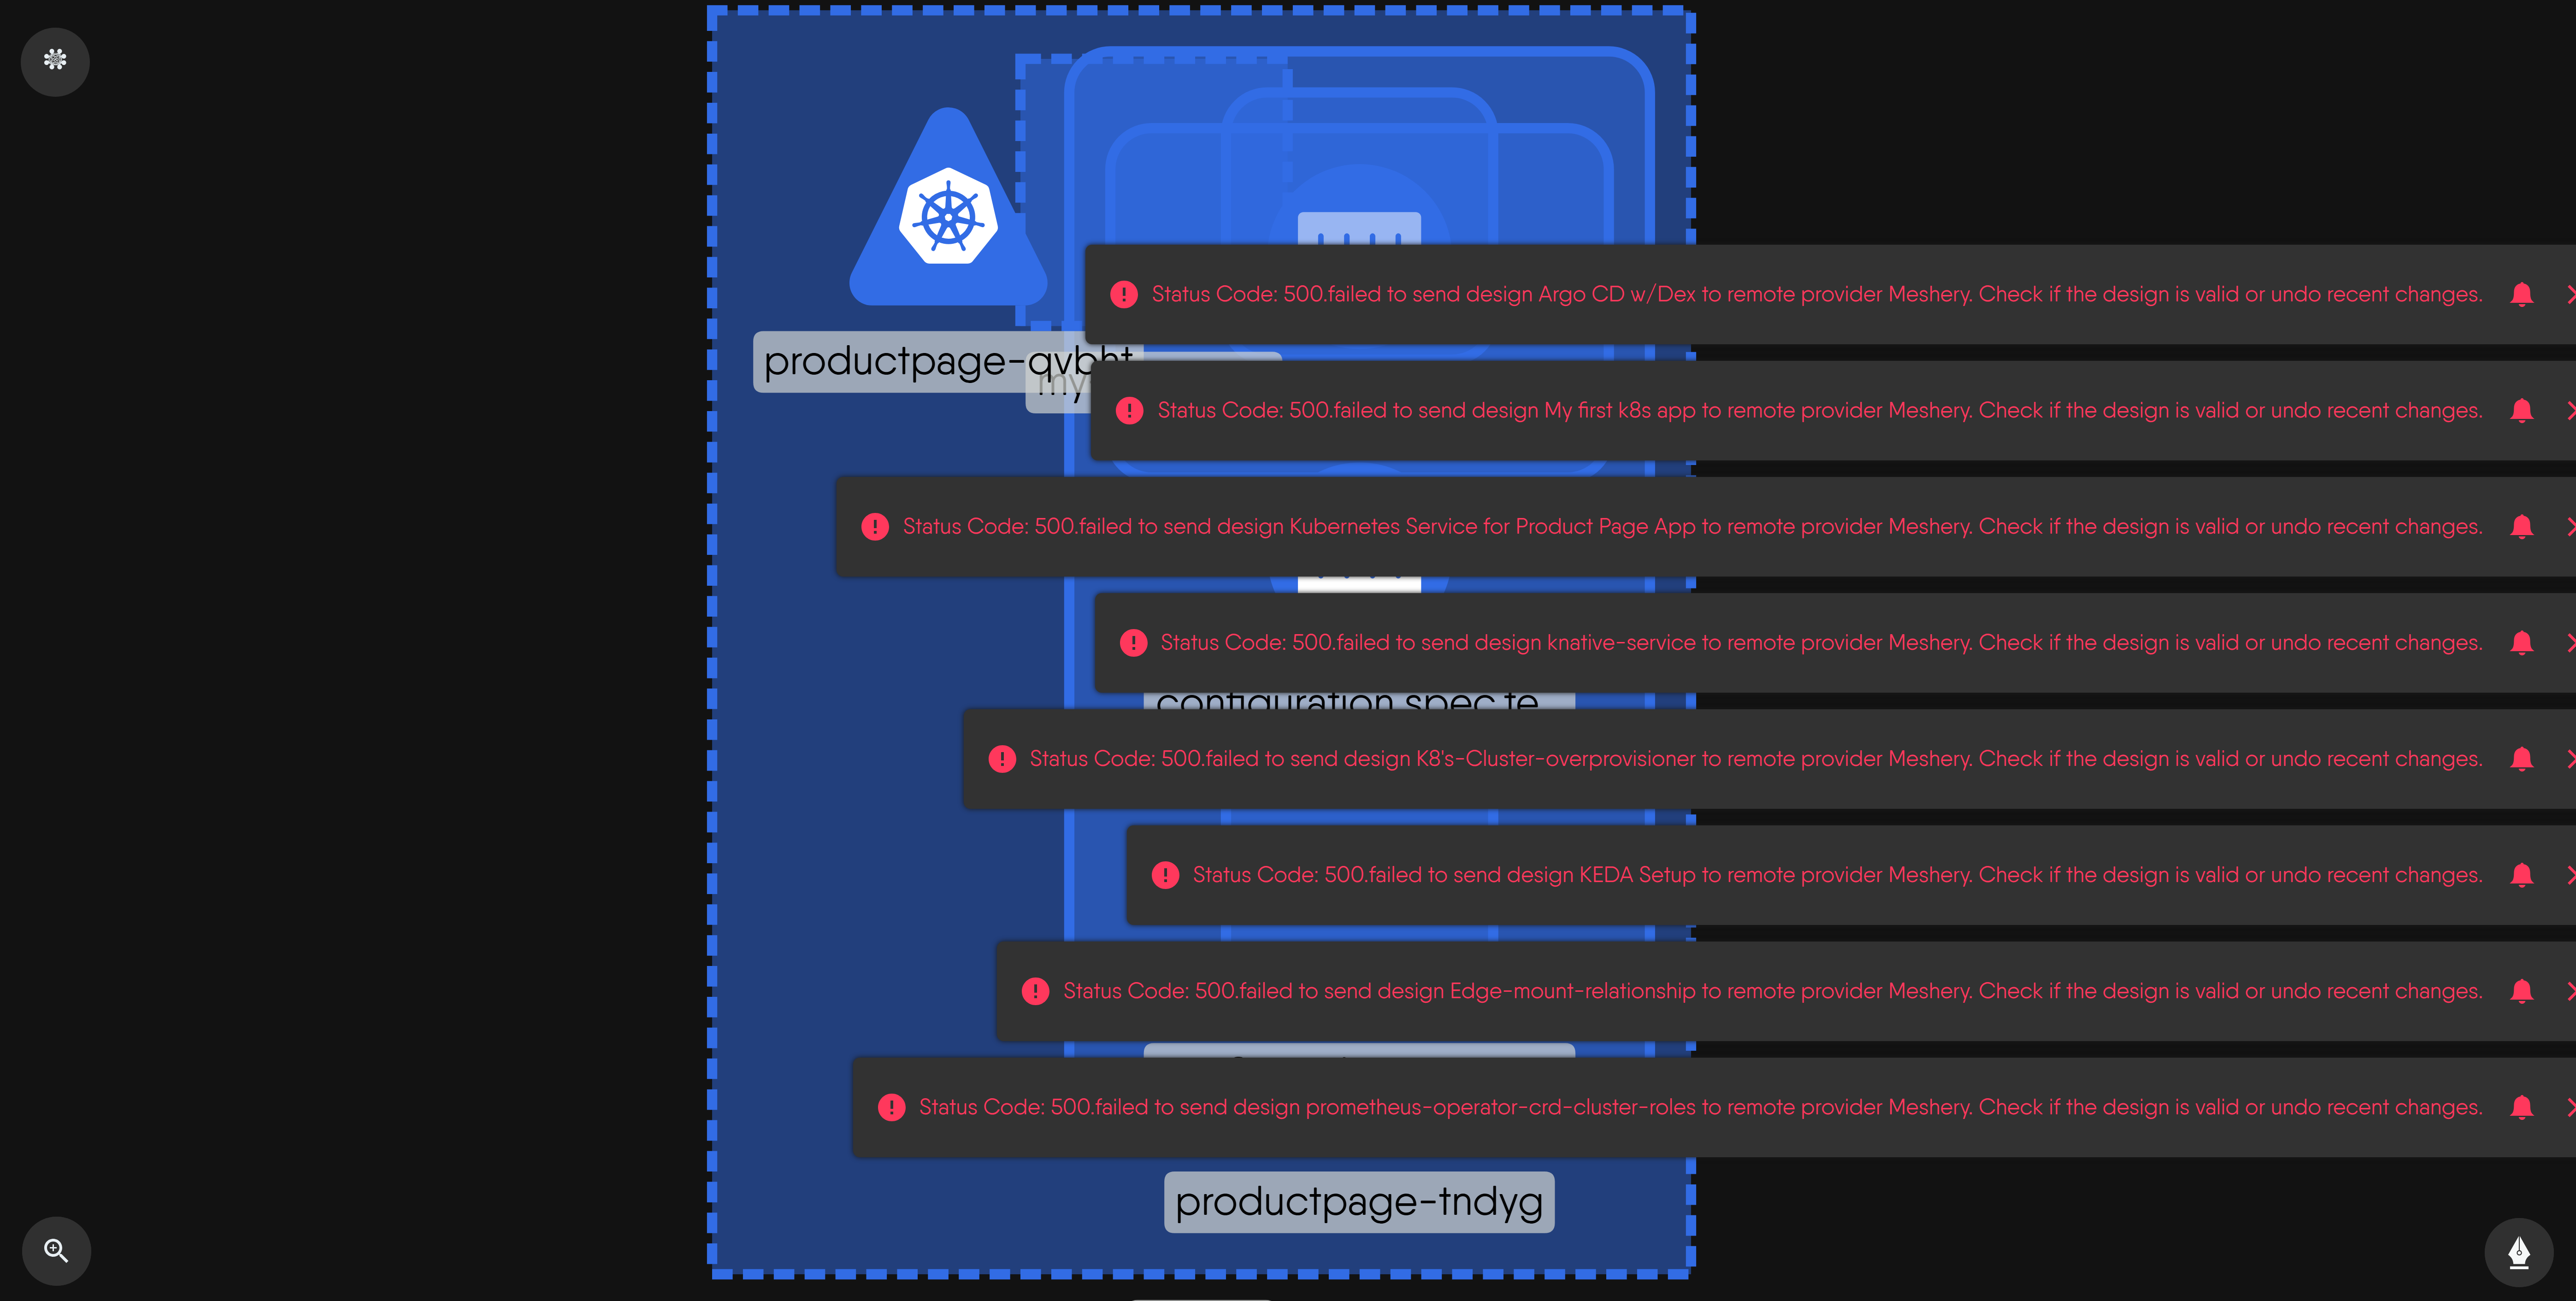 productpage-qvbht
my
Status Code: 500.failed to send design Argo CD w/Dex to remote provider Meshery. Check if the design is valid or undo recent changes.
Status Code: 500.failed to send design My first k8s app to remote provider Meshery. Check if the design is valid or undo recent changes.
Status Code: 500.failed to send design Kubernetes Service for Product Page App to remote provider Meshery. Check if the design is valid or undo recent changes.
Status Code: 500.failed to send design knative-service to remote provider Meshery. Check if the design is valid or undo recent changes.
configuration spec te
Status Code: 500.failed to send design K8's-Cluster-overprovisioner to remote provider Meshery. Check if the design is valid or undo recent changes.
Status Code: 500.failed to send design KEDA Setup to remote provider Meshery. Check if the design is valid or undo recent changes.
Status Code: 500.failed to send design Edge-mount-relationship to remote provider Meshery. Check if the design is valid or undo recent changes.
Status Code: 500.failed to send design prometheus-operator-crd-cluster-roles to remote provider Meshery. Check if the design is valid or undo recent changes.
productpage-tndyg